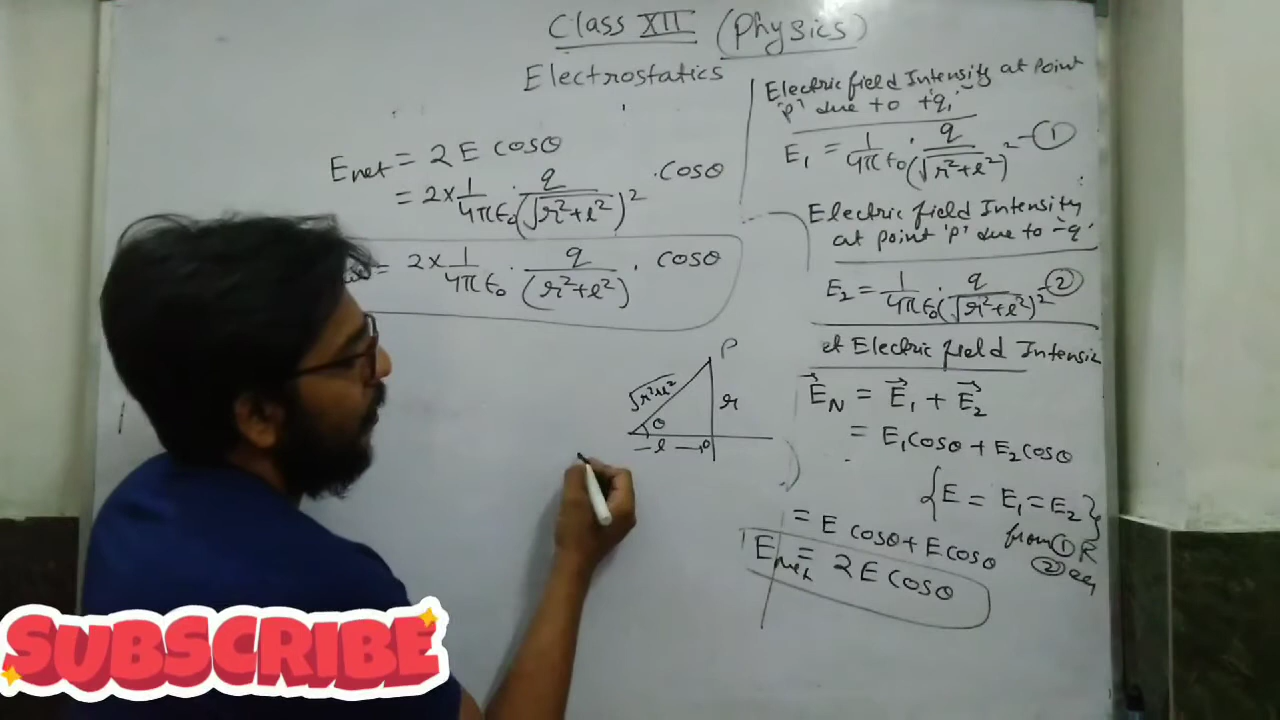 Class XII (Physics)
Electrostatics
Enet = 2 E cosθ
= 2 × 1/4πε₀ · q/(√r²+l²)² · cosθ
= 2 × 1/4πε₀ · q/(r²+l²) · cosθ
P
√r²+l²
r
θ
l
O
Electric field Intensity at Point
'P' due to +q,
E₁ = 1/4πε₀ · q/(√r²+l²)² - ①
Electric field Intensity
at point 'P' due to -q
E₂ = 1/4πε₀ · q/(√r²+l²)² - ②
et Electric field Intensi
E⃗N = E⃗₁ + E⃗₂
= E₁cosθ + E₂cosθ
{E = E₁ = E₂}
from ① &
② eq
= E cosθ + E cosθ
Enet = 2 E cosθ
SUBSCRIBE